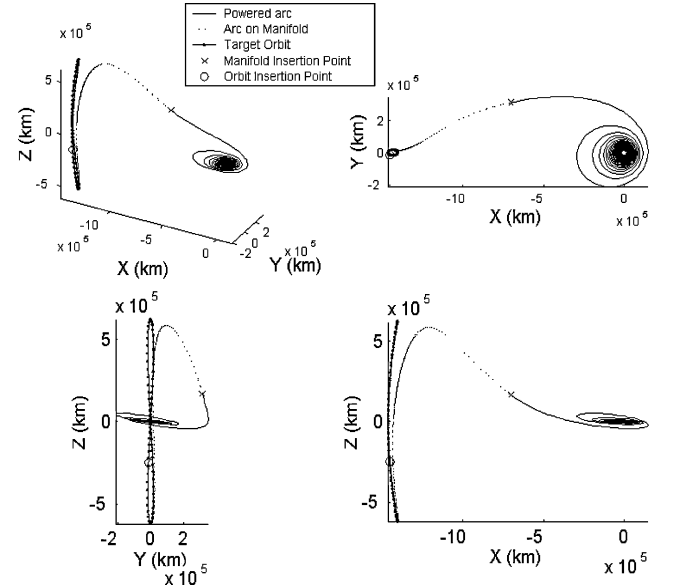 Powered arc
Arc on Manifold
Target Orbit
Manifold Insertion Point
Orbit Insertion Point
x 10^5
5
0
-5
Z (km)
-10
-5
0
x 10^5
X (km)
-2
0
2
x 10^5
Y (km)
x 10^5
2
0
-2
Y (km)
-10
-5
0
X (km)
x 10^5
x 10^5
5
0
-5
Z (km)
-2
0
2
Y (km)
x 10^5
x 10^5
5
0
-5
Z (km)
-10
-5
0
X (km)
x 10^5